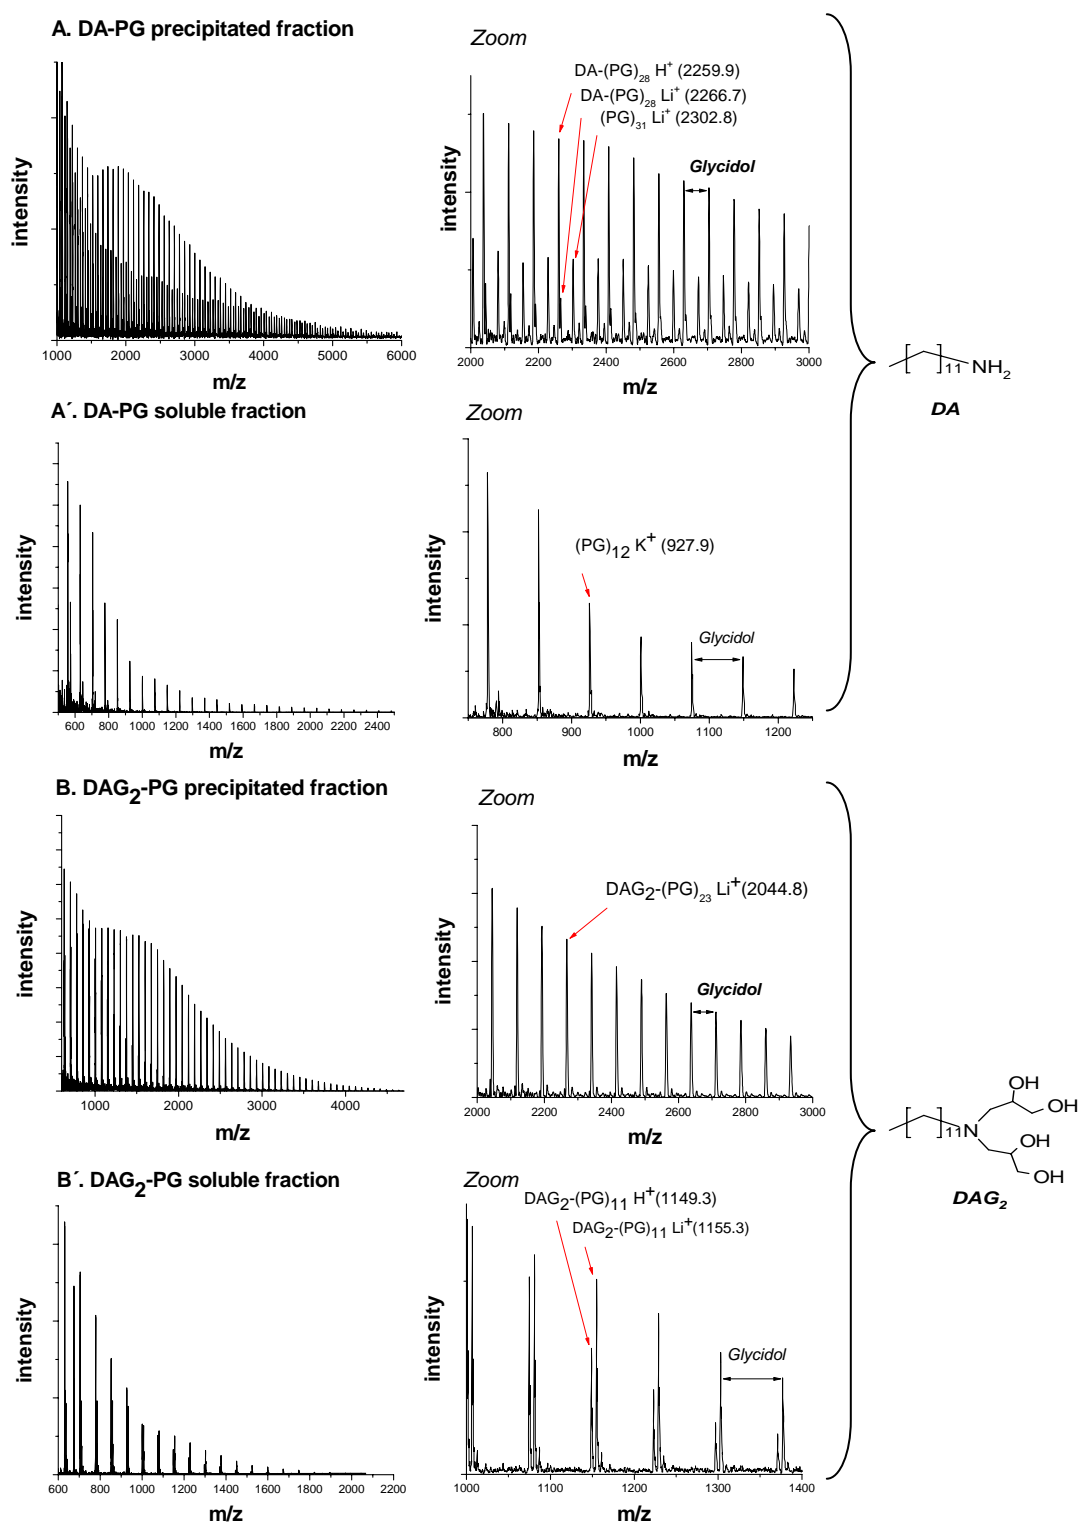 A. DA-PG precipitated fraction
Zoom
DA-(PG)28 H+ (2259.9)
DA-(PG)28 Li+ (2266.7)
(PG)31 Li+ (2302.8)
Glycidol
intensity
intensity
1000 2000 3000 4000 5000 6000
m/z
2000 2200 2400 2600 2800 3000
m/z
[ ]11 NH2
DA
A´. DA-PG soluble fraction
Zoom
(PG)12 K+ (927.9)
Glycidol
intensity
intensity
600 800 1000 1200 1400 1600 1800 2000 2200 2400
m/z
800 900 1000 1100 1200
m/z
B. DAG2-PG precipitated fraction
Zoom
DAG2-(PG)23 Li+(2044.8)
Glycidol
intensity
intensity
1000 2000 3000 4000
m/z
2000 2200 2400 2600 2800 3000
m/z
OH
OH
[ ]11 N
OH
OH
DAG2
B´. DAG2-PG soluble fraction
Zoom
DAG2-(PG)11 H+(1149.3)
DAG2-(PG)11 Li+(1155.3)
Glycidol
intensity
intensity
600 800 1000 1200 1400 1600 1800 2000 2200
m/z
1000 1100 1200 1300 1400
m/z